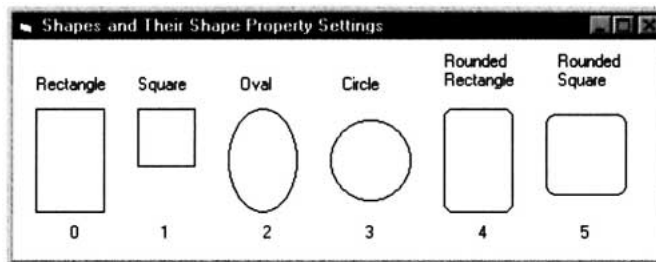 Shapes and Their Shape Property Settings
Rectangle
Square
Oval
Circle
Rounded
Rectangle
Rounded
Square
0
1
2
3
4
5